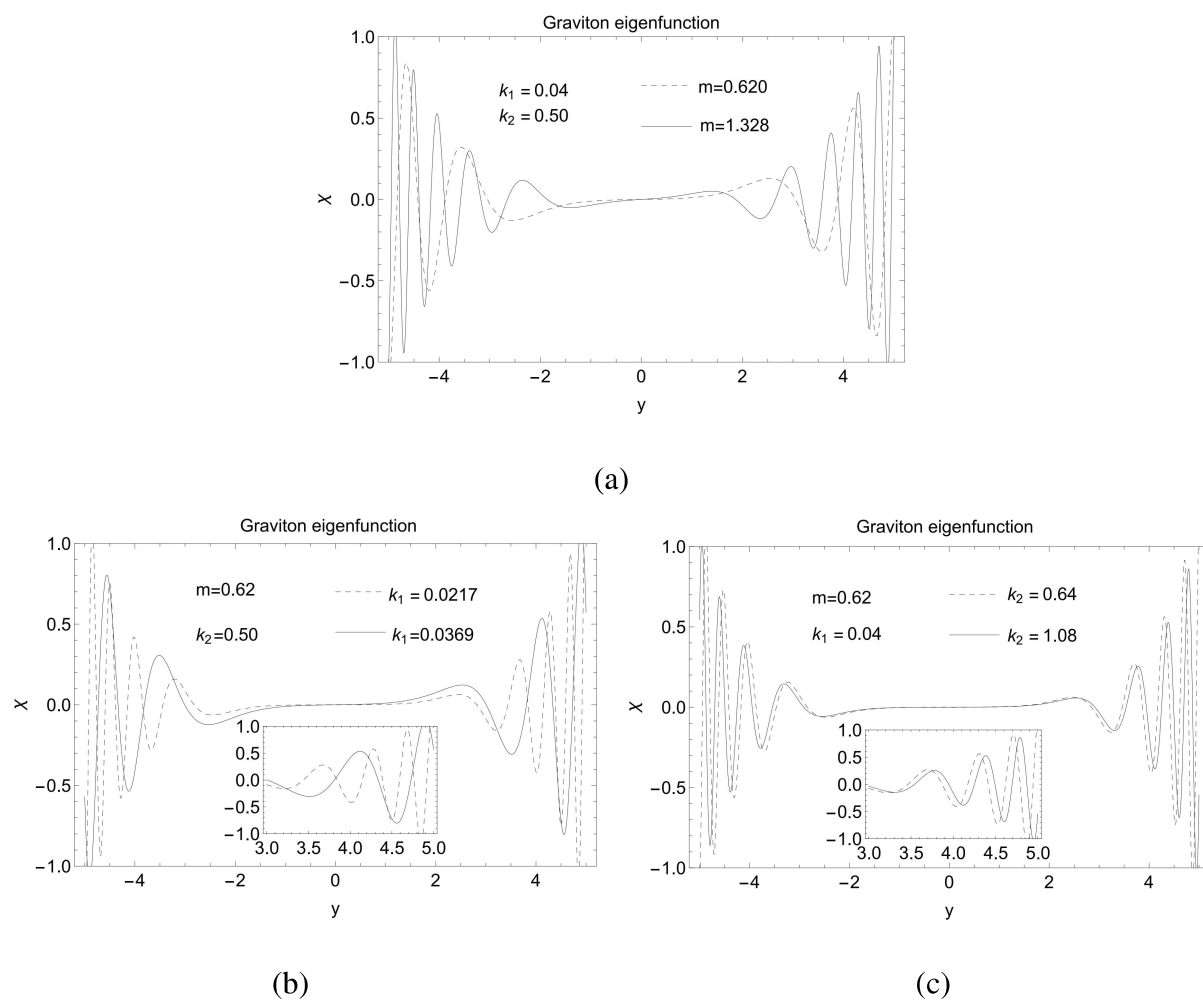 Graviton eigenfunction
1.0
0.5
0.0
−0.5
−1.0
χ
k₁ = 0.04
k₂ = 0.50
m=0.620
m=1.328
−4 −2 0 2 4
y
(a)
Graviton eigenfunction
1.0
0.5
0.0
−0.5
−1.0
χ
m=0.62
k₂=0.50
k₁ = 0.0217
k₁=0.0369
1.0
0.5
0.0
−0.5
−1.0
3.0 3.5 4.0 4.5 5.0
−4 −2 0 2 4
y
(b)
Graviton eigenfunction
1.0
0.5
0.0
−0.5
−1.0
χ
m=0.62
k₁ = 0.04
k₂ = 0.64
k₂ = 1.08
1.0
0.5
0.0
−0.5
−1.0
3.0 3.5 4.0 4.5 5.0
−4 −2 0 2 4
y
(c)